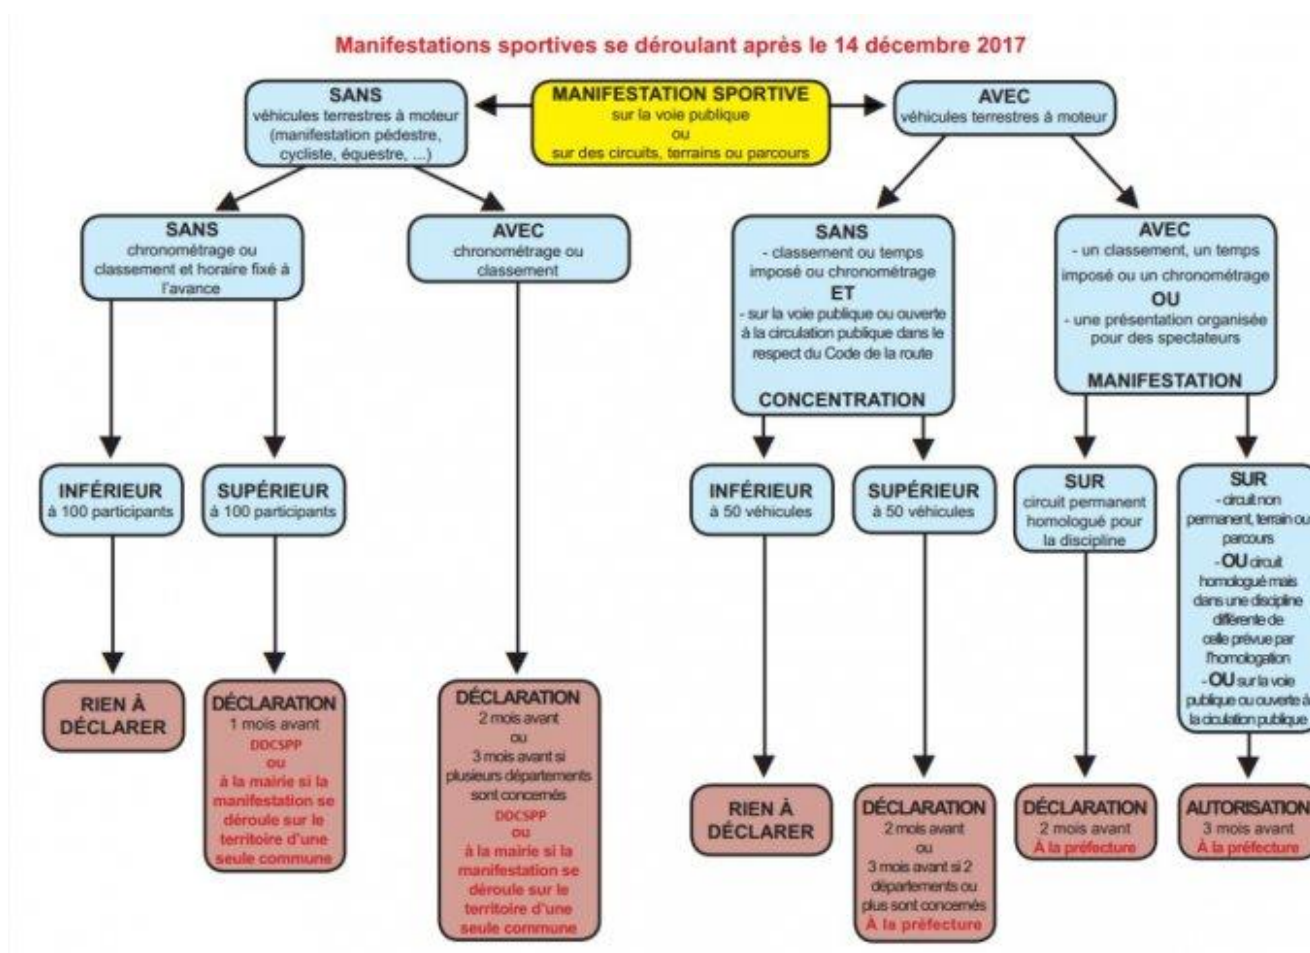 Manifestations sportives se déroulant après le 14 décembre 2017
SANS
véhicules terrestres à moteur
(manifestation pédestre,
cycliste, équestre, ...)
MANIFESTATION SPORTIVE
sur la voie publique
ou
sur des circuits, terrains ou parcours
AVEC
véhicules terrestres à moteur
SANS
chronométrage ou
classement et horaire fixé à
l'avance
AVEC
chronométrage ou
classement
SANS
- classement ou temps
imposé ou chronométrage
ET
- sur la voie publique ou ouverte
à la circulation publique dans le
respect du Code de la route
CONCENTRATION
AVEC
- un classement, un temps
imposé ou un chronométrage
OU
- une présentation organisée
pour des spectateurs
MANIFESTATION
INFÉRIEUR
à 100 participants
SUPÉRIEUR
à 100 participants
INFÉRIEUR
à 50 véhicules
SUPÉRIEUR
à 50 véhicules
SUR
circuit permanent
homologué pour
la discipline
SUR
- circuit non
permanent, terrain ou
parcours
- OU circuit
homologué mais
dans une discipline
différente de
celle prévue par
l'homologation
- OU sur la voie
publique ou ouverte à
la ciculation publique
RIEN À
DÉCLARER
DÉCLARATION
1 mois avant
DDCSPP
ou
à la mairie si la
manifestation se
déroule sur le
territoire d'une
seule commune
DÉCLARATION
2 mois avant
ou
3 mois avant si
plusieurs départements
sont concernés
DDCSPP
ou
à la mairie si la
manifestation se
déroule sur le
territoire d'une
seule commune
RIEN À
DÉCLARER
DÉCLARATION
2 mois avant
ou
3 mois avant si 2
départements ou
plus sont concernés
À la préfecture
DÉCLARATION
2 mois avant
À la préfecture
AUTORISATION
3 mois avant
À la préfecture